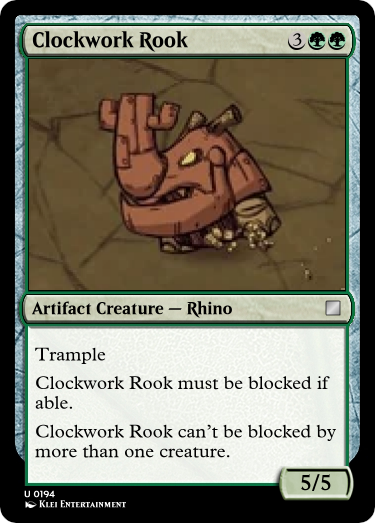 Clockwork Rook 3
Artifact Creature — Rhino
Trample
Clockwork Rook must be blocked if
able.
Clockwork Rook can't be blocked by
more than one creature.
5/5
U 0194
Klei Entertainment